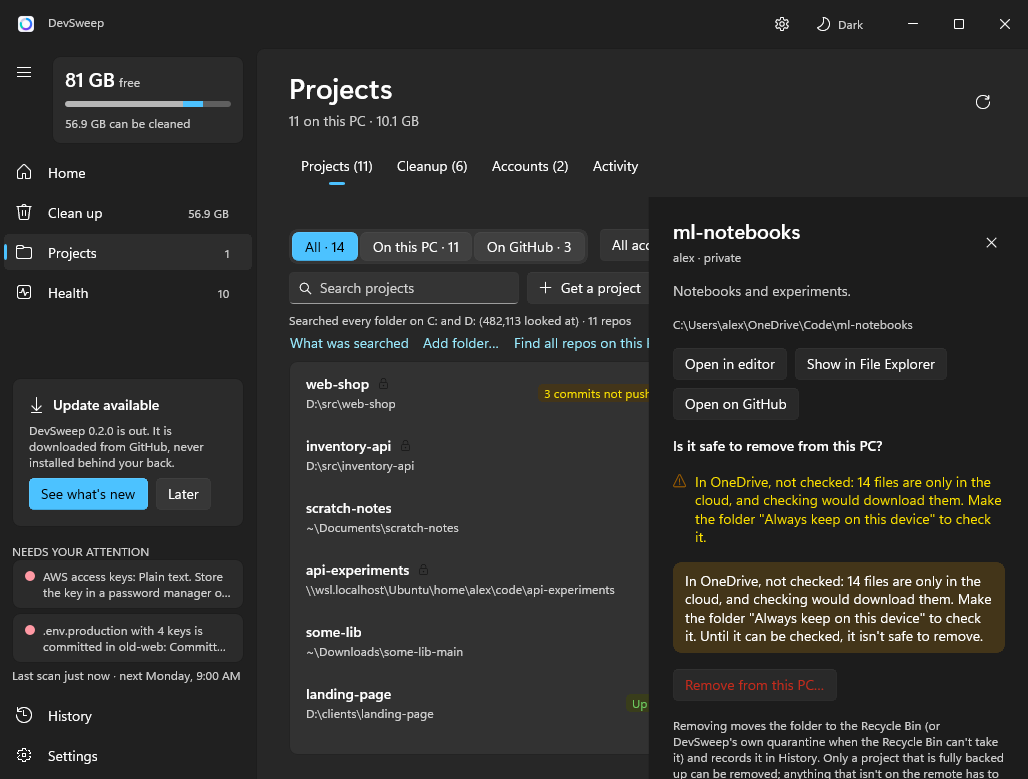 DevSweep
Dark
81 GB free
56.9 GB can be cleaned
Home
Clean up 56.9 GB
Projects 1
Health 10
Update available
DevSweep 0.2.0 is out. It is
downloaded from GitHub, never
installed behind your back.
See what's new Later
NEEDS YOUR ATTENTION
AWS access keys: Plain text. Store
the key in a password manager o...
.env.production with 4 keys is
committed in old-web: Committ...
Last scan just now · next Monday, 9:00 AM
History
Settings
Projects
11 on this PC · 10.1 GB
Projects (11) Cleanup (6) Accounts (2) Activity
All · 14 On this PC · 11 On GitHub · 3 All acc
Search projects Get a project
Searched every folder on C: and D: (482,113 looked at) · 11 repos
What was searched Add folder... Find all repos on this
web-shop
D:\src\web-shop
3 commits not push
inventory-api
D:\src\inventory-api
scratch-notes
~\Documents\scratch-notes
api-experiments
\\wsl.localhost\Ubuntu\home\alex\code\api-experiments
some-lib
~\Downloads\some-lib-main
landing-page
D:\clients\landing-page
Up
ml-notebooks
alex · private
Notebooks and experiments.
C:\Users\alex\OneDrive\Code\ml-notebooks
Open in editor Show in File Explorer
Open on GitHub
Is it safe to remove from this PC?
In OneDrive, not checked: 14 files are only in the
cloud, and checking would download them. Make
the folder "Always keep on this device" to check
it.
In OneDrive, not checked: 14 files are only in the
cloud, and checking would download them. Make
the folder "Always keep on this device" to check
it. Until it can be checked, it isn't safe to remove.
Remove from this PC...
Removing moves the folder to the Recycle Bin (or
DevSweep's own quarantine when the Recycle Bin can't take
it) and records it in History. Only a project that is fully backed
up can be removed; anything that isn't on the remote has to